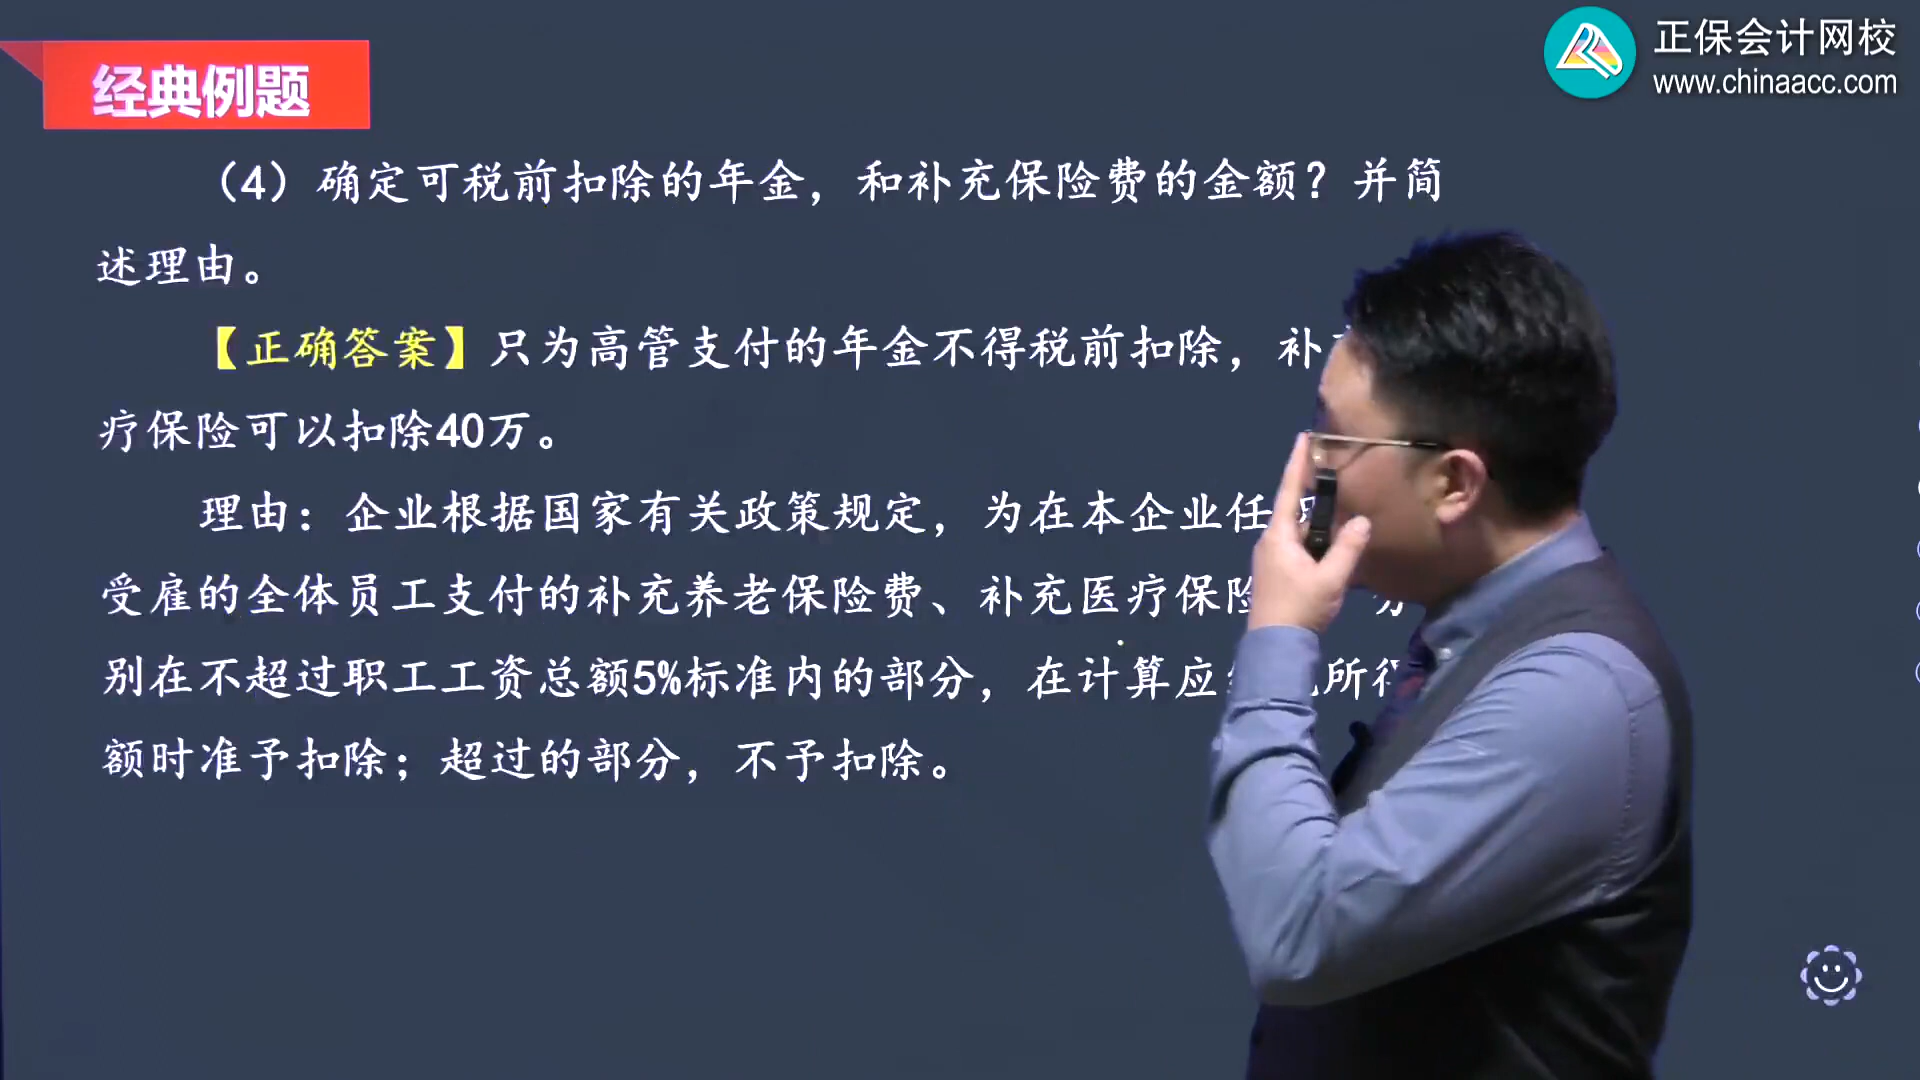 正保会计网校
www.chinaacc.com
经典例题
（4）确定可税前扣除的年金，和补充保险费的金额？并简
述理由。
【正确答案】只为高管支付的年金不得税前扣除，补
疗保险可以扣除40万。
理由：企业根据国家有关政策规定，为在本企业任
受雇的全体员工支付的补充养老保险费、补充医疗保险
别在不超过职工工资总额5%标准内的部分，在计算应 所得
额时准予扣除；超过的部分，不予扣除。